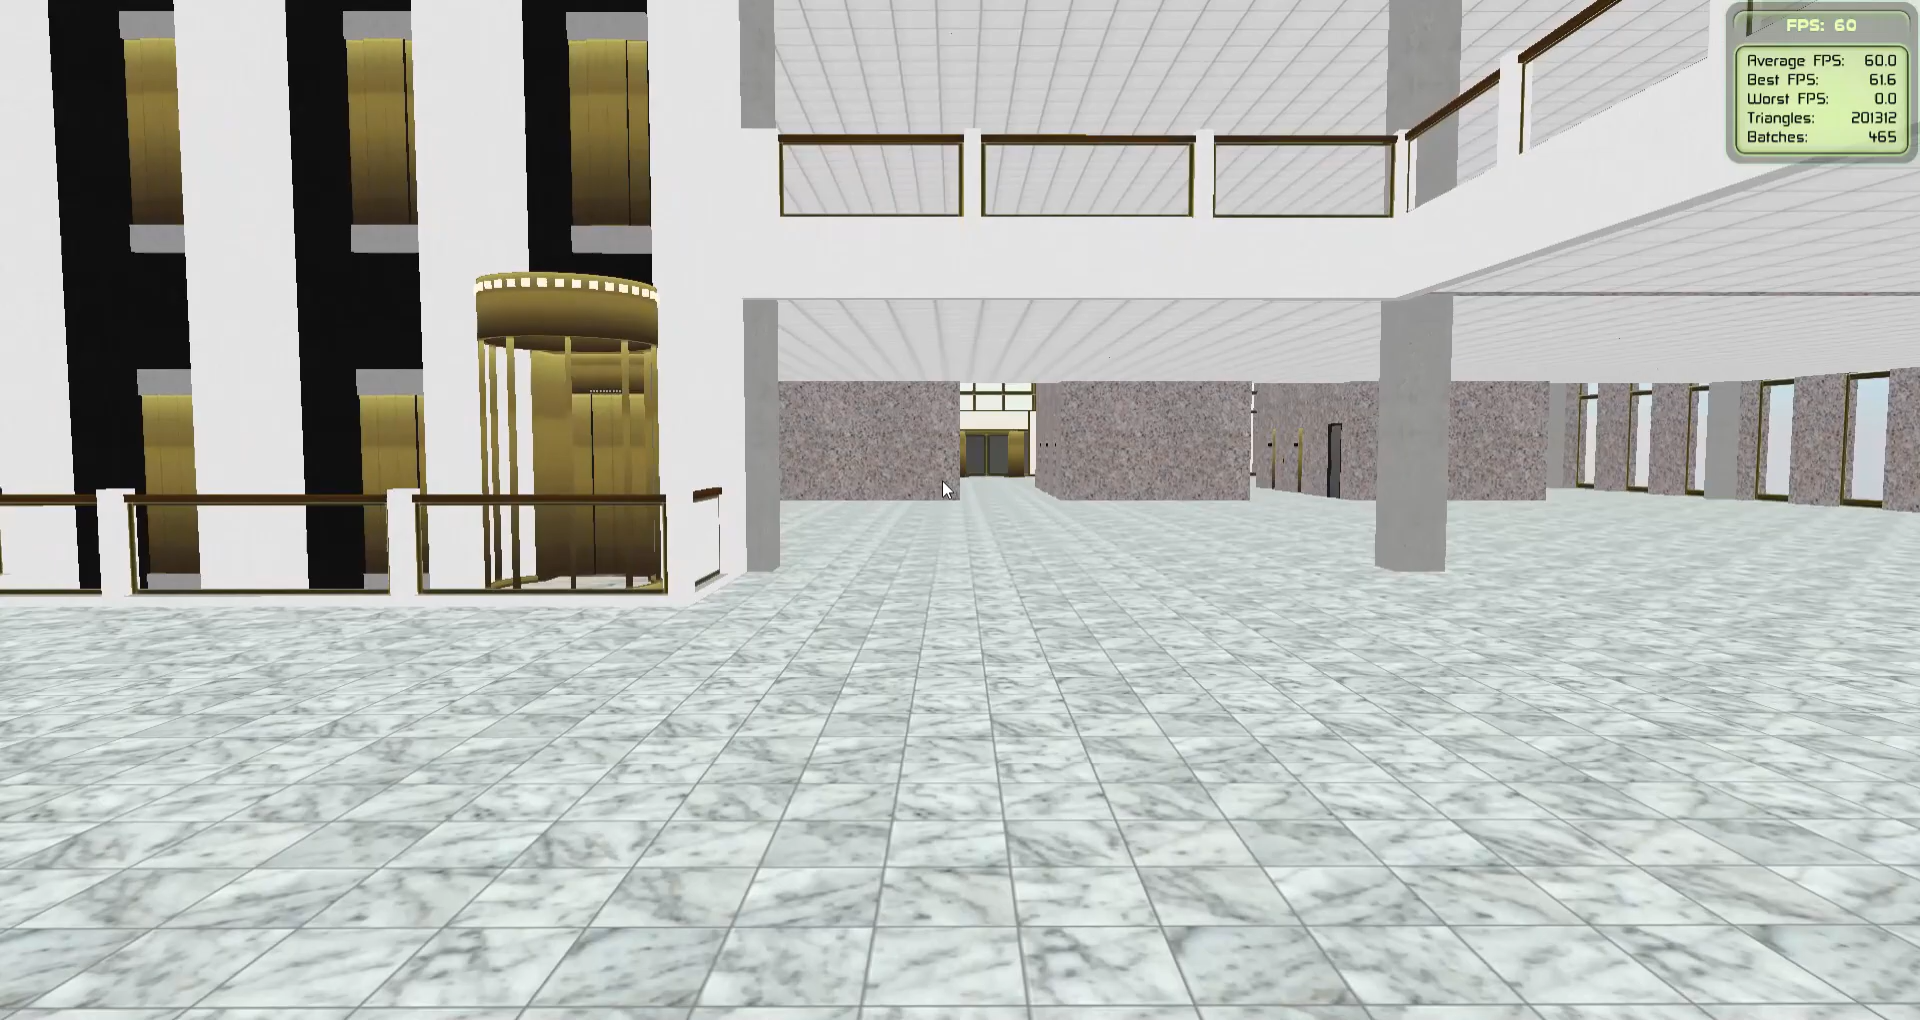 FPS: 60
Average FPS: 60.0
Best FPS: 61.6
Worst FPS: 0.0
Triangles: 201312
Batches: 465